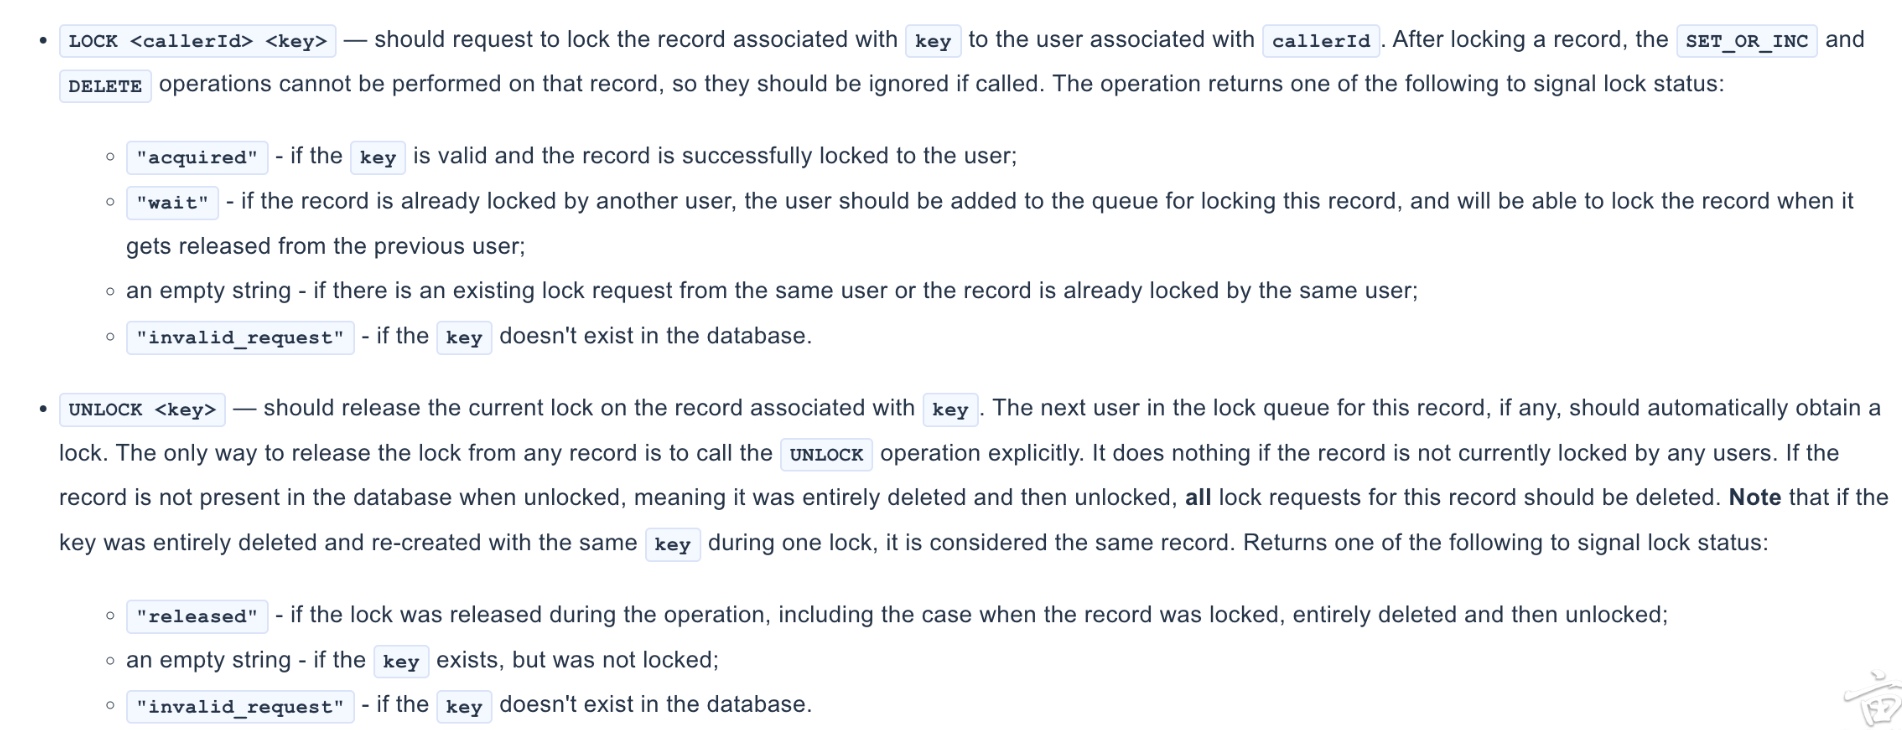 • LOCK <callerId> <key> — should request to lock the record associated with key to the user associated with callerId. After locking a record, the SET_OR_INC and
DELETE operations cannot be performed on that record, so they should be ignored if called. The operation returns one of the following to signal lock status:
◦ "acquired" - if the key is valid and the record is successfully locked to the user;
◦ "wait" - if the record is already locked by another user, the user should be added to the queue for locking this record, and will be able to lock the record when it
gets released from the previous user;
◦ an empty string - if there is an existing lock request from the same user or the record is already locked by the same user;
◦ "invalid_request" - if the key doesn't exist in the database.
• UNLOCK <key> — should release the current lock on the record associated with key. The next user in the lock queue for this record, if any, should automatically obtain a
lock. The only way to release the lock from any record is to call the UNLOCK operation explicitly. It does nothing if the record is not currently locked by any users. If the
record is not present in the database when unlocked, meaning it was entirely deleted and then unlocked, all lock requests for this record should be deleted. Note that if the
key was entirely deleted and re-created with the same key during one lock, it is considered the same record. Returns one of the following to signal lock status:
◦ "released" - if the lock was released during the operation, including the case when the record was locked, entirely deleted and then unlocked;
◦ an empty string - if the key exists, but was not locked;
◦ "invalid_request" - if the key doesn't exist in the database.